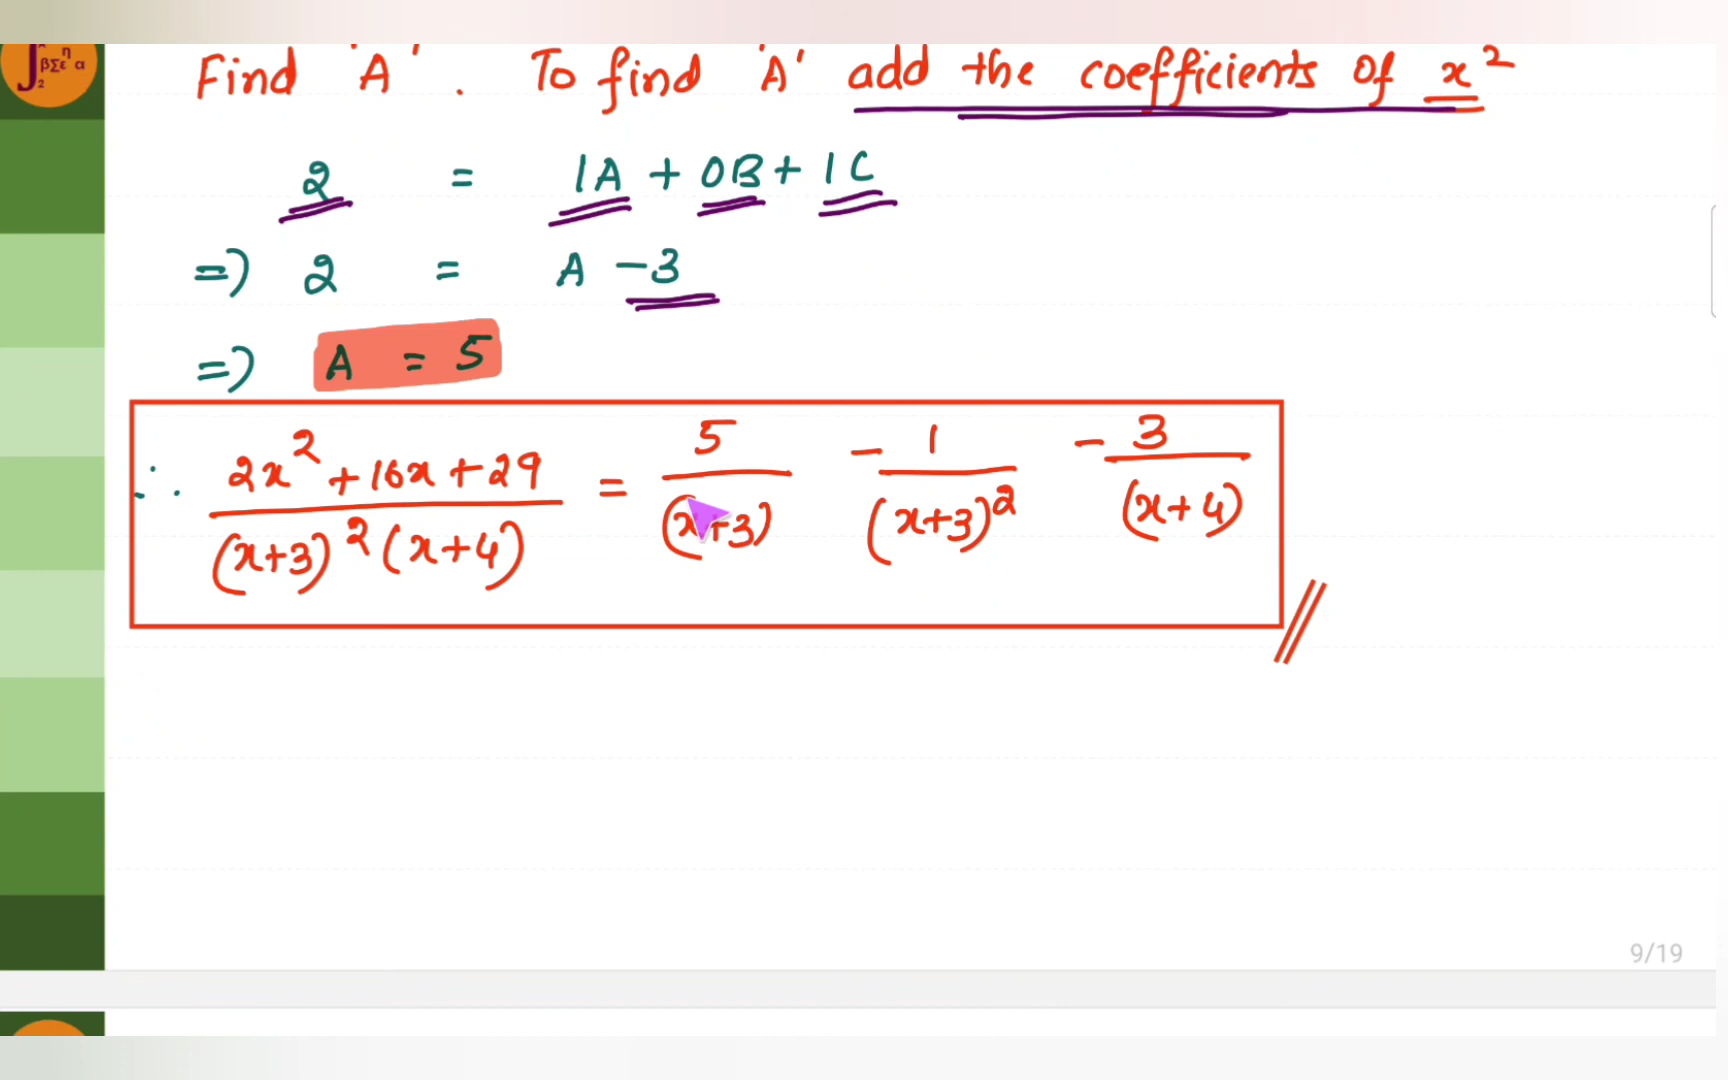 Find 'A'. To find 'A' add the coefficients of x²
2 = 1A + 0B + 1C
=) 2 = A - 3
=) A = 5
∴ (2x² + 16x + 29)/((x+3)²(x+4)) = 5/(x+3) - 1/(x+3)² - 3/(x+4)
9/19